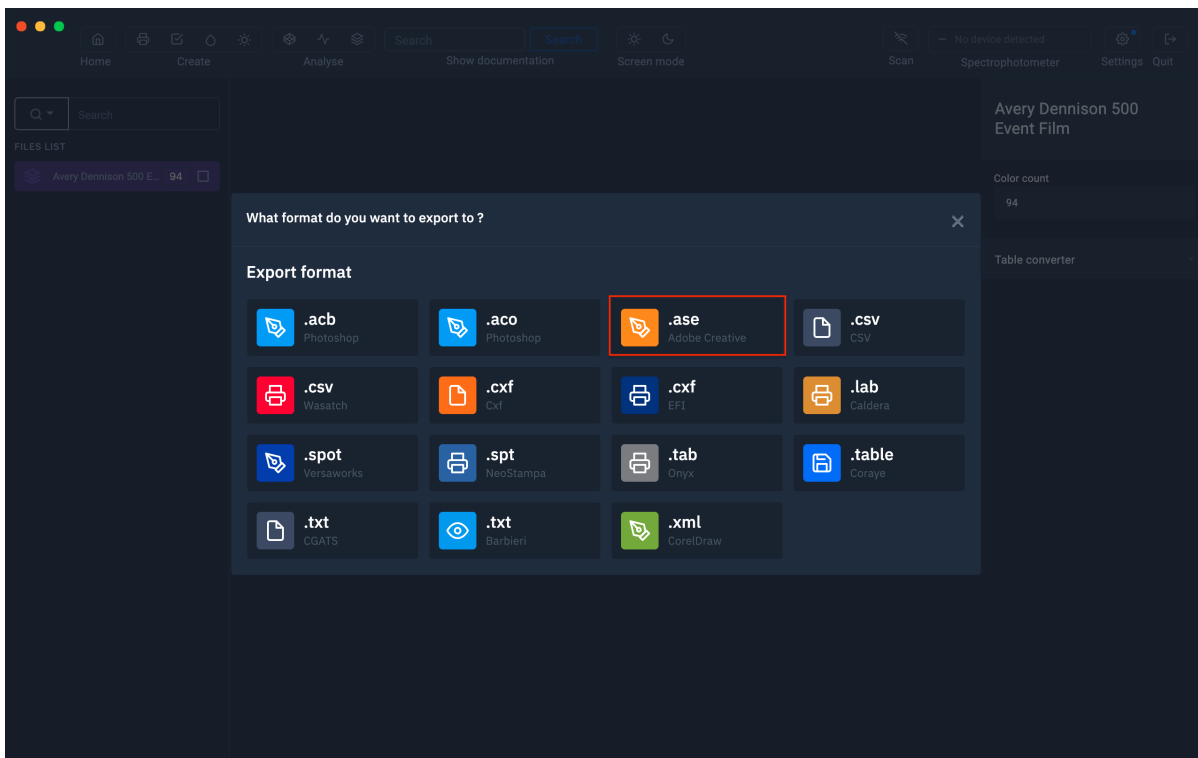 Search
Search
No device detected
Home
Create
Analyse
Show documentation
Screen mode
Scan
Spectrophotometer
Settings
Quit
Search
FILES LIST
Avery Dennison 500 E... 94
Avery Dennison 500
Event Film
Color count
94
Table converter
What format do you want to export to ?
Export format
.acb
Photoshop
.aco
Photoshop
.ase
Adobe Creative
.csv
CSV
.csv
Wasatch
.cxf
Cxf
.cxf
EFI
.lab
Caldera
.spot
Versaworks
.spt
NeoStampa
.tab
Onyx
.table
Coraye
.txt
CGATS
.txt
Barbieri
.xml
CorelDraw